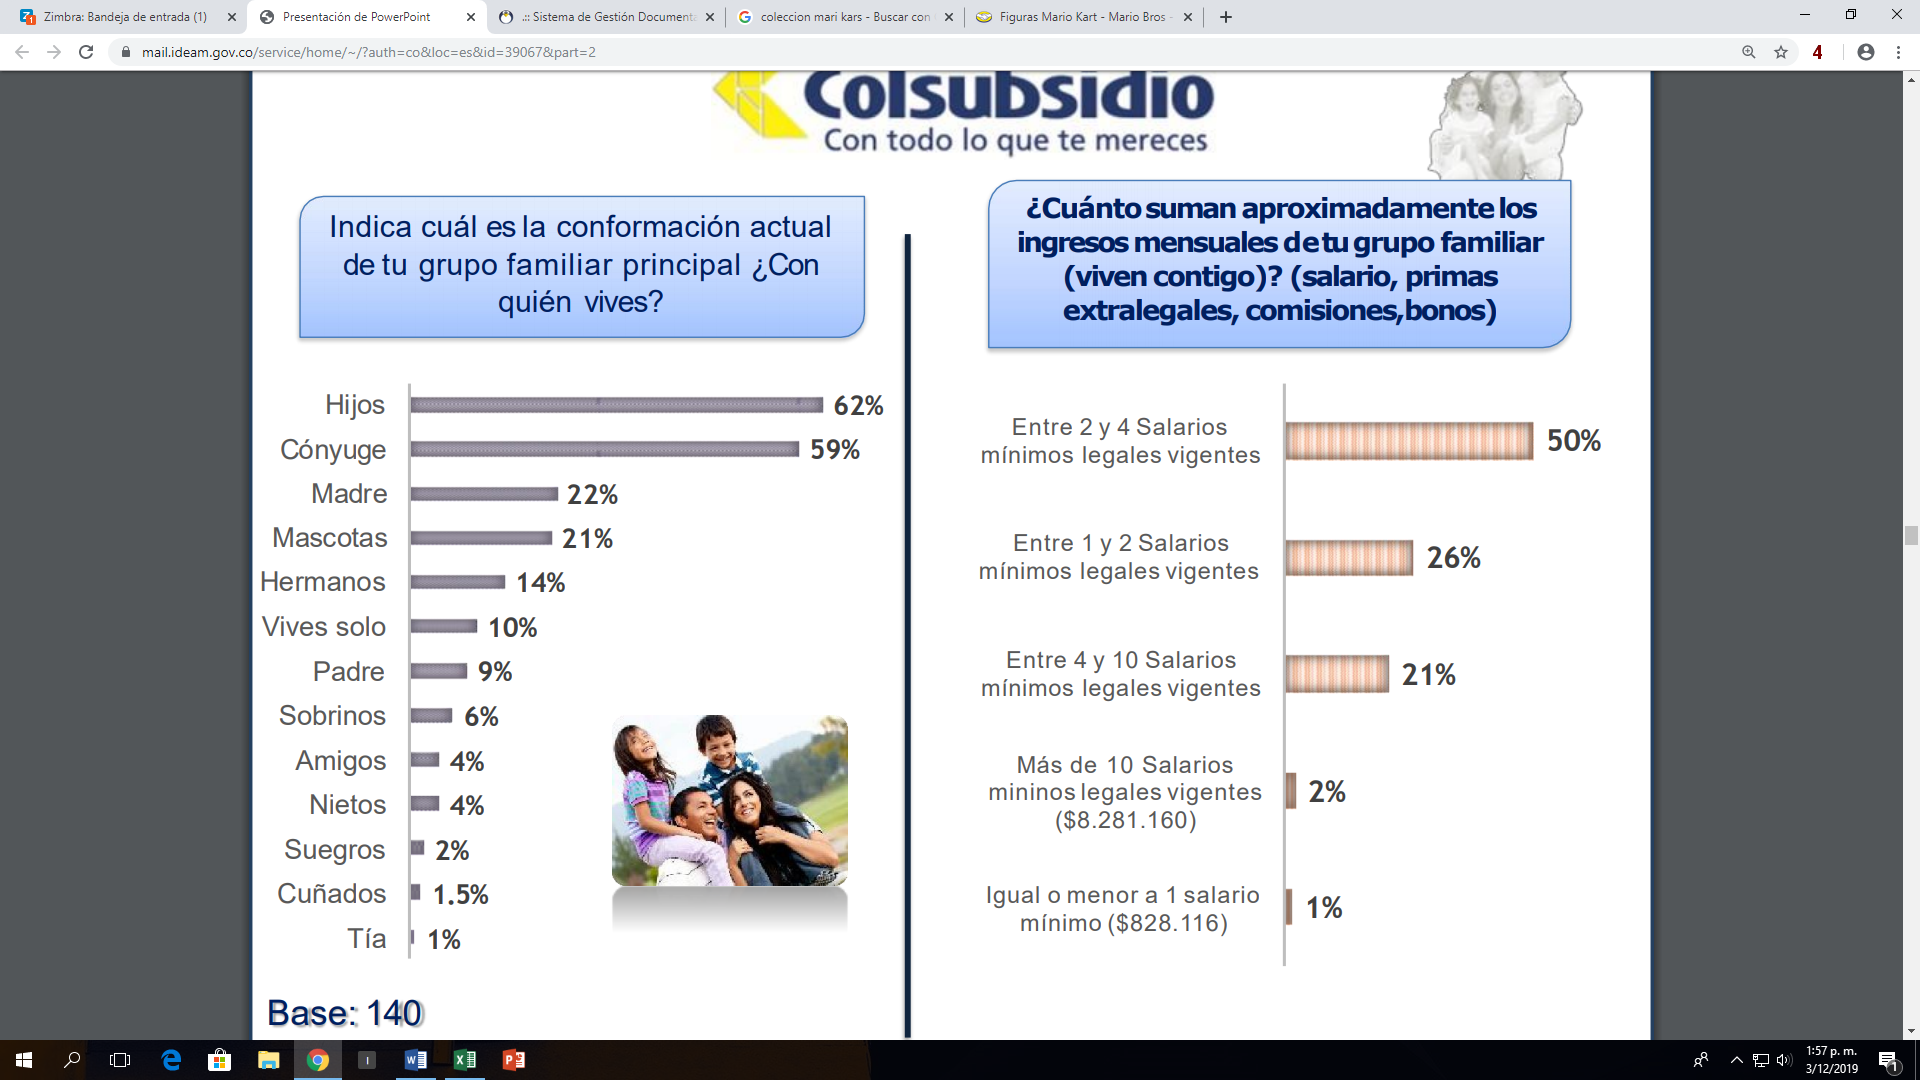 Zimbra: Bandeja de entrada (1)
Presentación de PowerPoint
.:: Sistema de Gestión Documenta
coleccion mari kars - Buscar con
Figuras Mario Kart - Mario Bros -
mail.ideam.gov.co/service/home/~/?auth=co&loc=es&id=39067&part=2
4
Colsubsidio
Con todo lo que te mereces
Indica cuál es la conformación actual
de tu grupo familiar principal ¿Con
quién vives?
Hijos 62%
Cónyuge 59%
Madre 22%
Mascotas 21%
Hermanos 14%
Vives solo 10%
Padre 9%
Sobrinos 6%
Amigos 4%
Nietos 4%
Suegros 2%
Cuñados 1.5%
Tía 1%
Base: 140
¿Cuánto suman aproximadamente los
ingresos mensuales de tu grupo familiar
(viven contigo)? (salario, primas
extralegales, comisiones,bonos)
Entre 2 y 4 Salarios
mínimos legales vigentes
50%
Entre 1 y 2 Salarios
mínimos legales vigentes
26%
Entre 4 y 10 Salarios
mínimos legales vigentes
21%
Más de 10 Salarios
mininos legales vigentes
($8.281.160)
2%
Igual o menor a 1 salario
mínimo ($828.116)
1%
1:57 p. m.
3/12/2019
1